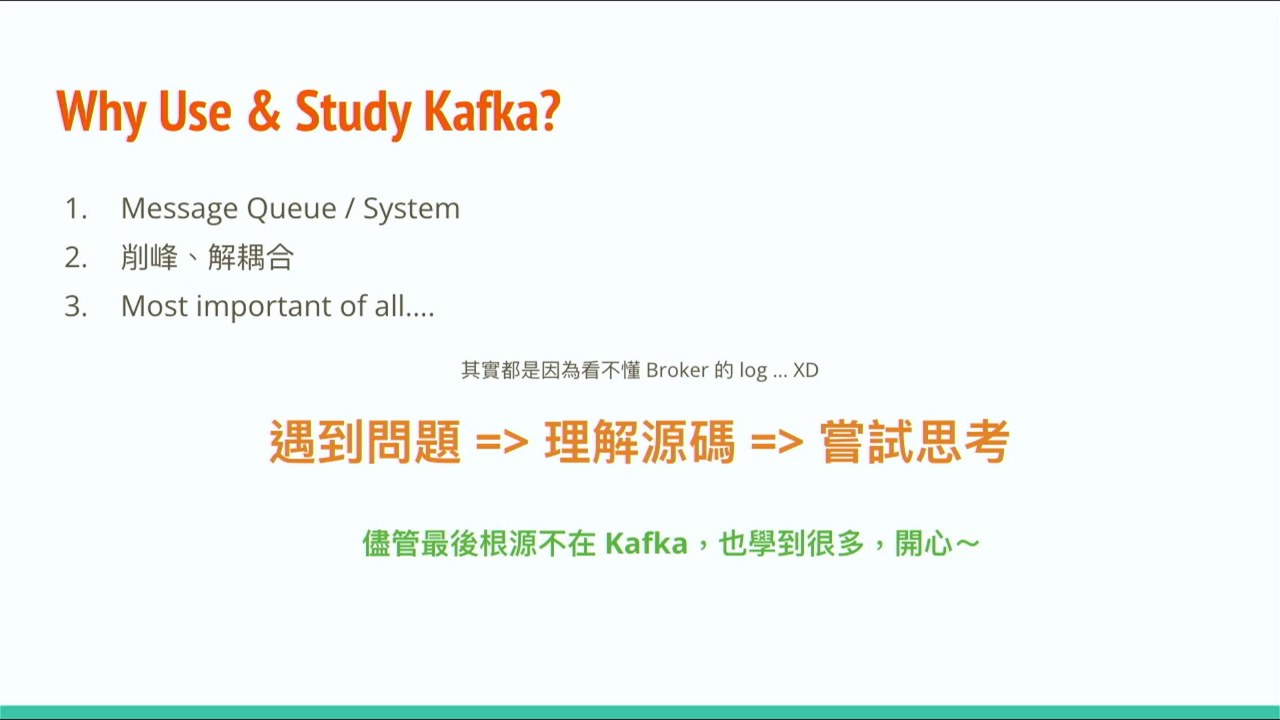 Why Use & Study Kafka?
1. Message Queue / System
2. 削峰、解耦合
3. Most important of all....
其實都是因為看不懂 Broker 的 log ... XD
遇到問題 => 理解源碼 => 嘗試思考
儘管最後根源不在 Kafka，也學到很多，開心～